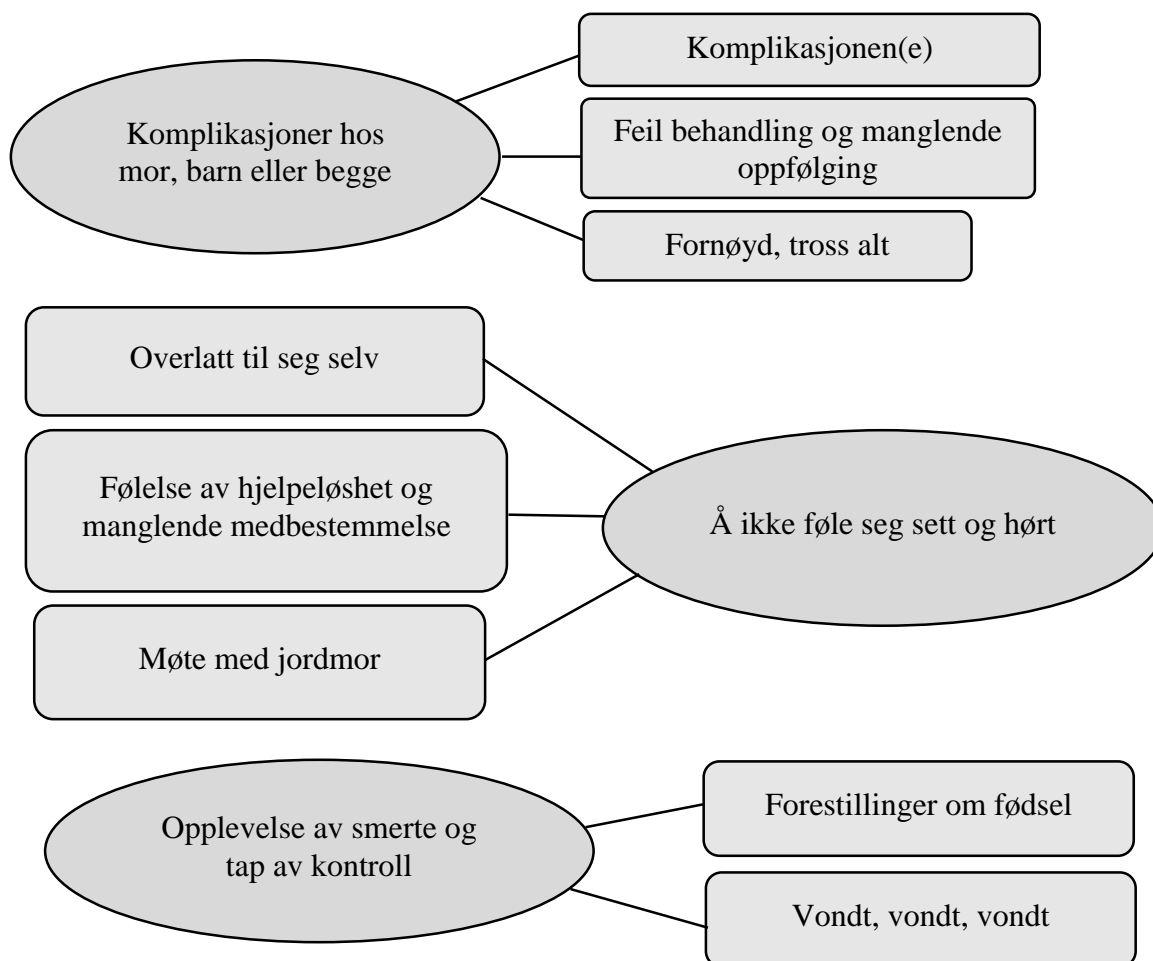 Komplikasjonen(e)
Komplikasjoner hos
mor, barn eller begge
Feil behandling og manglende
oppfølging
Fornøyd, tross alt
Overlatt til seg selv
Følelse av hjelpeløshet og
manglende medbestemmelse
Å ikke føle seg sett og hørt
Møte med jordmor
Opplevelse av smerte og
tap av kontroll
Forestillinger om fødsel
Vondt, vondt, vondt